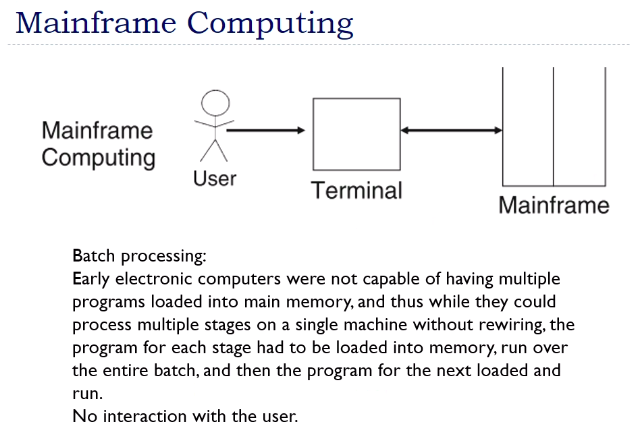 Mainframe Computing
Mainframe
Computing
User
Terminal
Mainframe
Batch processing:
Early electronic computers were not capable of having multiple
programs loaded into main memory, and thus while they could
process multiple stages on a single machine without rewiring, the
program for each stage had to be loaded into memory, run over
the entire batch, and then the program for the next loaded and
run.
No interaction with the user.